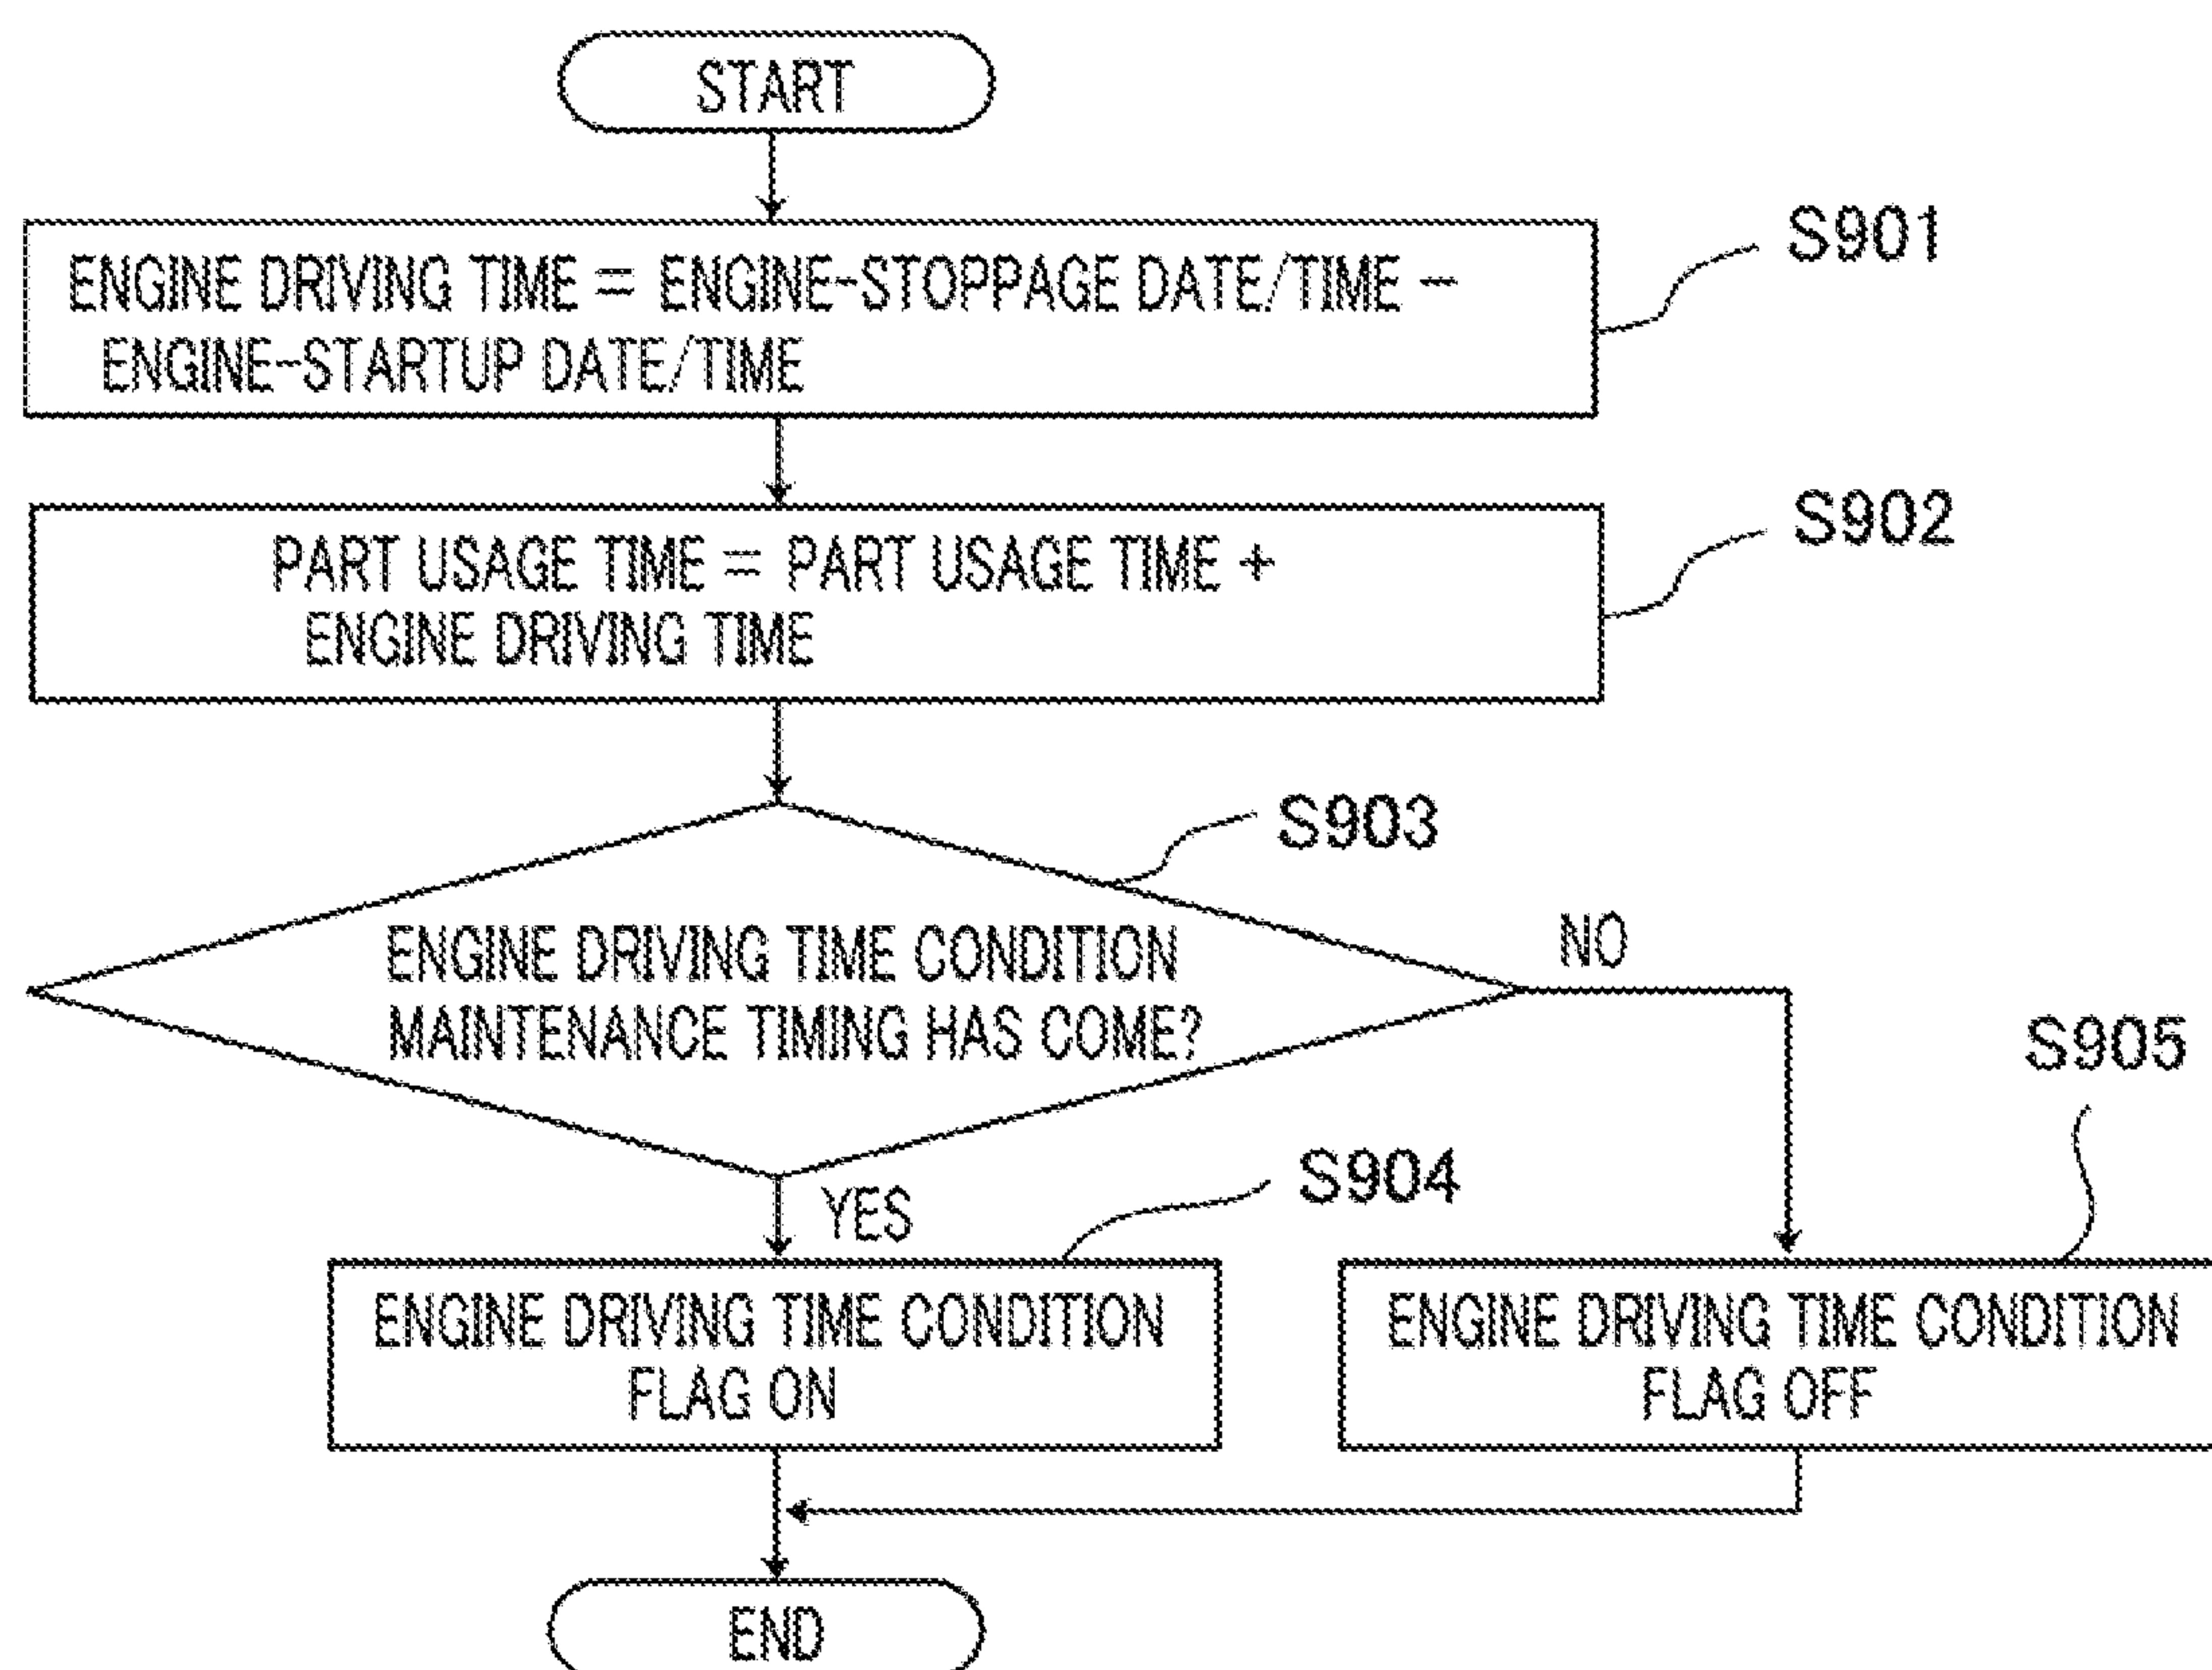 START
S901
ENGINE DRIVING TIME = ENGINE-STOPPAGE DATE/TIME -
ENGINE-STARTUP DATE/TIME
S902
PART USAGE TIME = PART USAGE TIME +
ENGINE DRIVING TIME
S903
ENGINE DRIVING TIME CONDITION
MAINTENANCE TIMING HAS COME?
NO
S905
YES
S904
ENGINE DRIVING TIME CONDITION
FLAG ON
ENGINE DRIVING TIME CONDITION
FLAG OFF
END